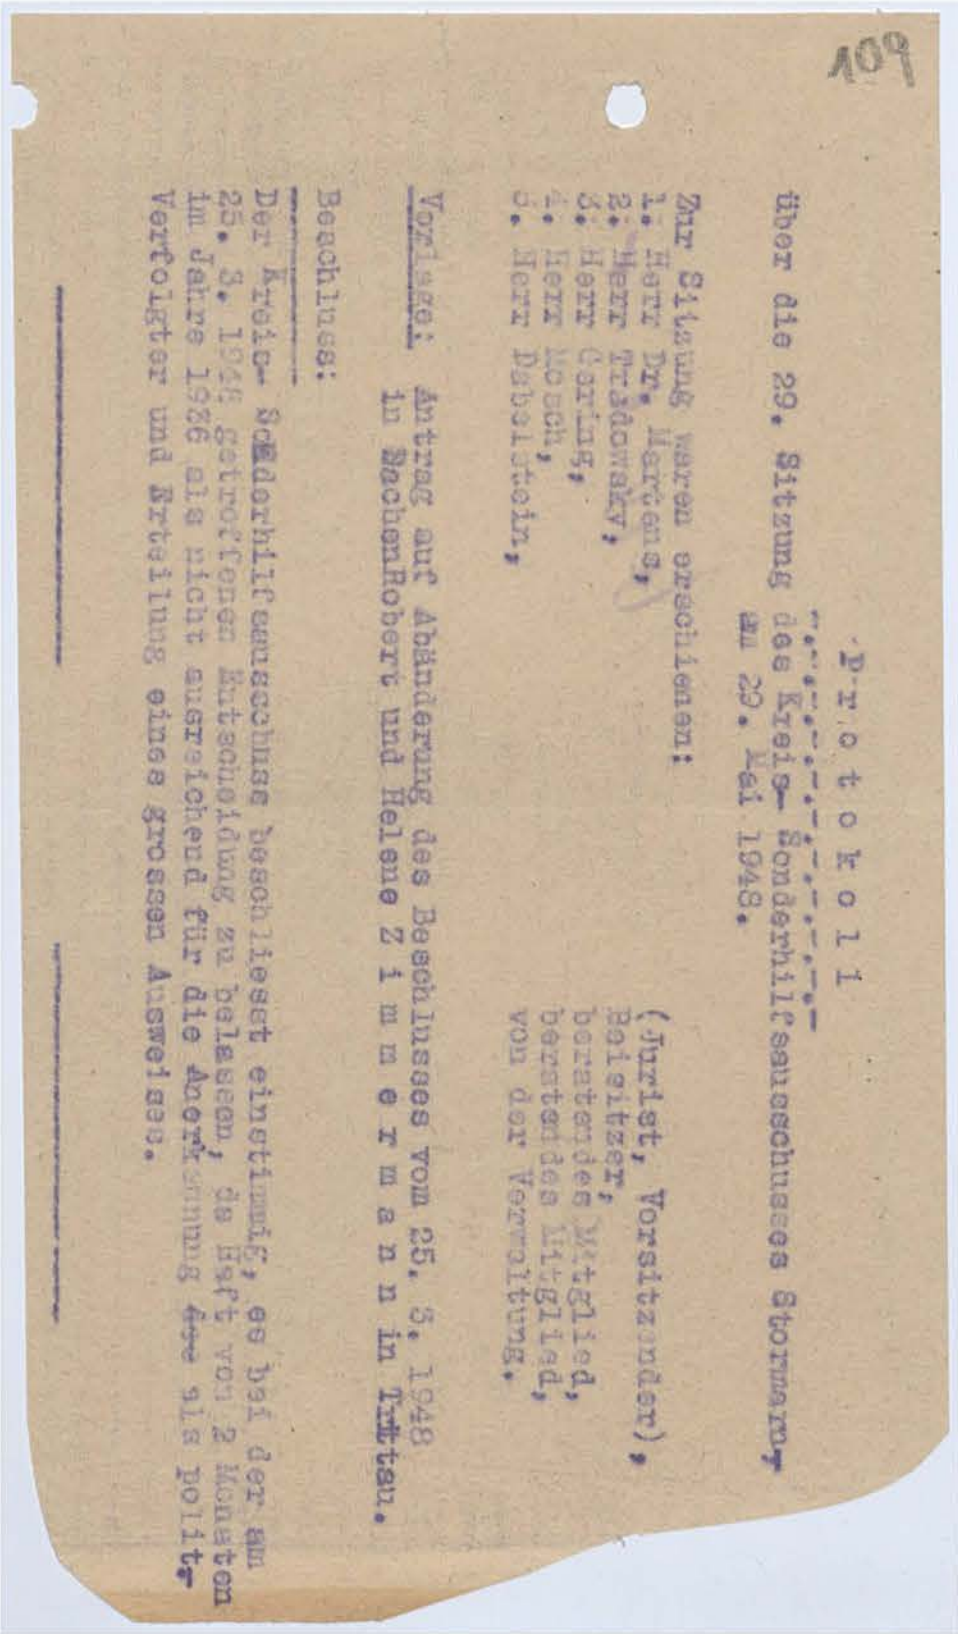 109
P r o t o k o l l
-.-.-.-.-.-.-.-.-.-.-
über die 29. Sitzung des Kreis- Sonderhilfsausschusses Stormarn,
am 29. Mai 1948.
Zur Sitzung waren erschienen:
1. Herr Dr. Martens, (Jurist, Vorsitzender),
2. Herr Tradowsky, Beisitzer,
3. Herr Gering, beratendes Mitglied,
4. Herr Mosch, beratendes Mitglied,
5. Herr Dabelstein, von der Verwaltung.
Vorlage: Antrag auf Abänderung des Beschlusses vom 25. 3. 1948
in SachenRobert und Helene Z i m m e r m a n n in Trittau.
Beschluss:
Der Kreis- Sonderhilfsausschuss beschliesst einstimmig, es bei der am
25. 3. 1948 getroffenen Entscheidung zu belassen, da Haft von 2 Monaten
im Jahre 1936 als nicht ausreichend für die Anerkennung als polit.
Verfolgter und Erteilung eines grossen Ausweises.